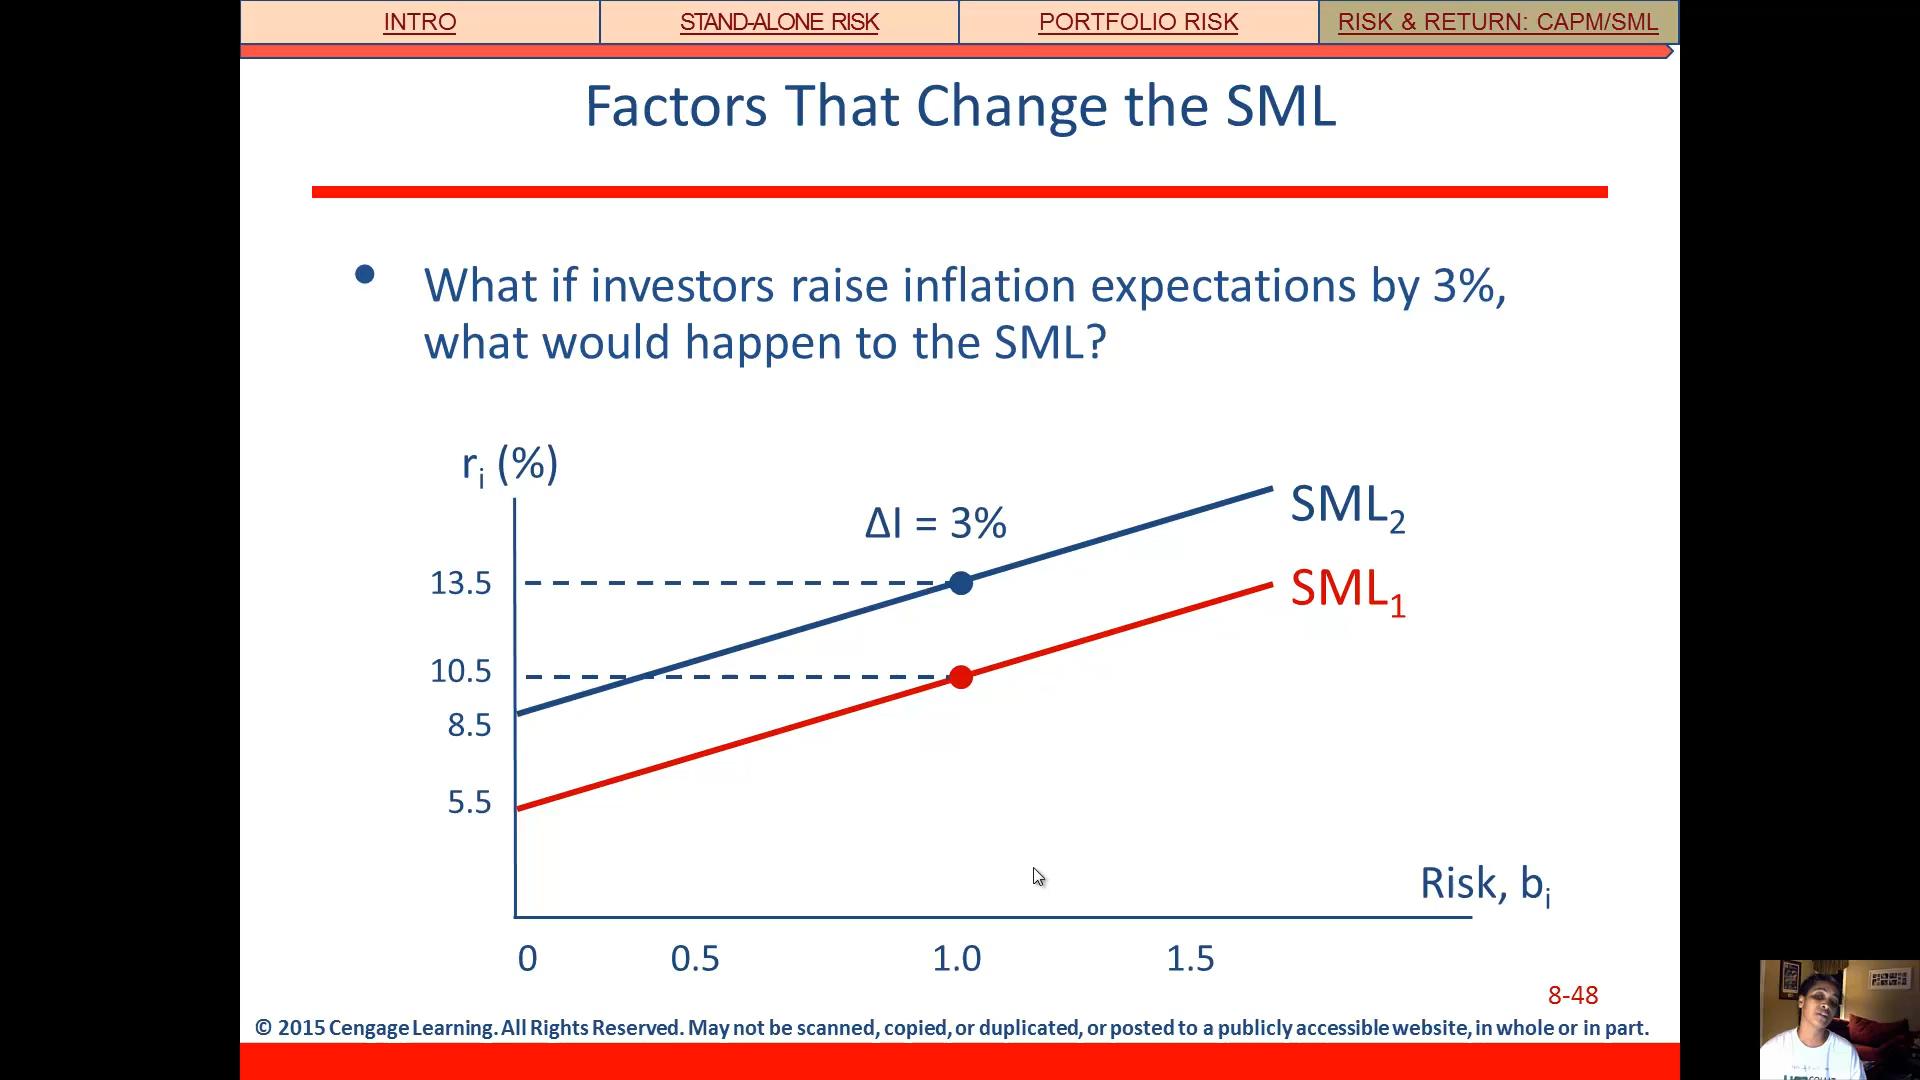 INTRO
STAND-ALONE RISK
PORTFOLIO RISK
RISK & RETURN: CAPM/SML
Factors That Change the SML
• What if investors raise inflation expectations by 3%,
what would happen to the SML?
rᵢ (%)
ΔI = 3%
SML₂
SML₁
13.5
10.5
8.5
5.5
Risk, bᵢ
0 0.5 1.0 1.5
8-48
© 2015 Cengage Learning. All Rights Reserved. May not be scanned, copied, or duplicated, or posted to a publicly accessible website, in whole or in part.